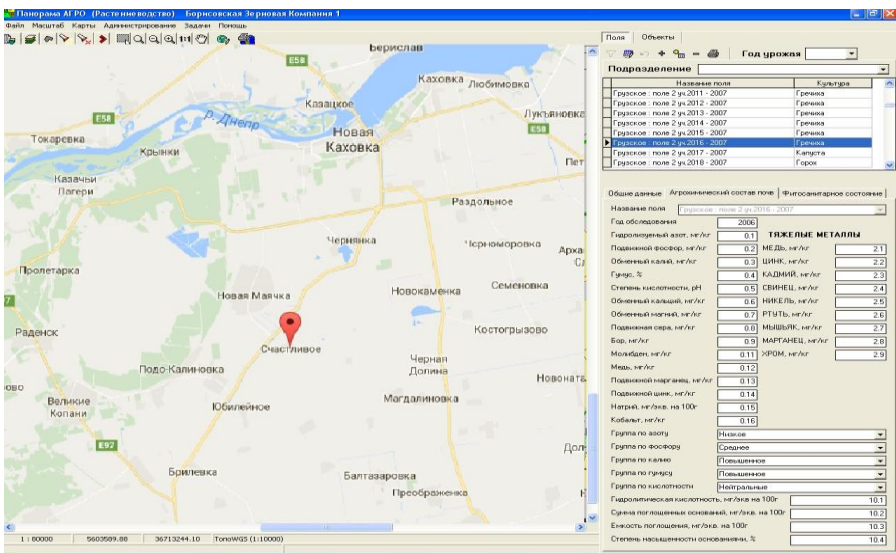 Панорама АГРО (Растениеводство) Борисовская Зерновая Компания 1
Файл Масштаб Карты Администрирование Задачи Помощь
1:1
Берислав
E58
Каховка
Любимовка
Казацкое
Лукьяновка
E58
E58
р. Днепр
Новая
Каховка
Токаревка
Крынки
Пет
Казачьи
Лагери
Раздольное
Чернянка
Черноморовка
Арха
Пролетарка
Новая Маячка
Новокаменка
Семеновка
7
Раденск
Костогрызово
Счастливое
Подо-Калиновка
Черная
Долина
Новоната
ово
Великие
Копани
Юбилейное
Магдалиновка
E97
Дол
Брилевка
Балтазаровка
Преображенка
1 : 80000 5603589.88 36713244.10 ТопоWGS (1:10000)
Поля Объекты
Год урожая
Подразделение
Название поля Культура
Грузское : поле 2 уч.2011 - 2007 Гречиха
Грузское : поле 2 уч.2012 - 2007 Гречиха
Грузское : поле 2 уч.2013 - 2007 Гречиха
Грузское : поле 2 уч.2014 - 2007 Гречиха
Грузское : поле 2 уч.2015 - 2007 Гречиха
Грузское : поле 2 уч.2016 - 2007 Гречиха
Грузское : поле 2 уч.2017 - 2007 Капуста
Грузское : поле 2 уч.2018 - 2007 Горох
Общие данные Агрохимический состав почв Фитосанитарное состояние
Название поля Грузское : поле 2 уч.2016 - 2007
Год обследования 2006
Гидролизуемый азот, мг/кг 0.1 ТЯЖЕЛЫЕ МЕТАЛЛЫ
Подвижной фосфор, мг/кг 0.2 МЕДЬ, мг/кг 2.1
Обменный калий, мг/кг 0.3 ЦИНК, мг/кг 2.2
Гумус, % 0.4 КАДМИЙ, мг/кг 2.3
Степень кислотности, pH 0.5 СВИНЕЦ, мг/кг 2.4
Обменный кальций, мг/кг 0.6 НИКЕЛЬ, мг/кг 2.5
Обменный магний, мг/кг 0.7 РТУТЬ, мг/кг 2.6
Подвижная сера, мг/кг 0.8 МЫШЬЯК, мг/кг 2.7
Бор, мг/кг 0.9 МАРГАНЕЦ, мг/кг 2.8
Молибден, мг/кг 0.11 ХРОМ, мг/кг 2.9
Медь, мг/кг 0.12
Подвижной марганец, мг/кг 0.13
Подвижной цинк, мг/кг 0.14
Натрий, мг/экв. на 100г 0.15
Кобальт, мг/кг 0.16
Группа по азоту Низкое
Группа по фосфору Среднее
Группа по калию Повышенное
Группа по гумусу Повышенное
Группа по кислотности Нейтральные
Гидролитическая кислотность, мг/экв на 100г 10.1
Сумма поглощенных оснований, мг/экв. на 100г 10.2
Емкость поглощения, мг/экв. на 100г 10.3
Степень насыщенности основаниями, % 10.4